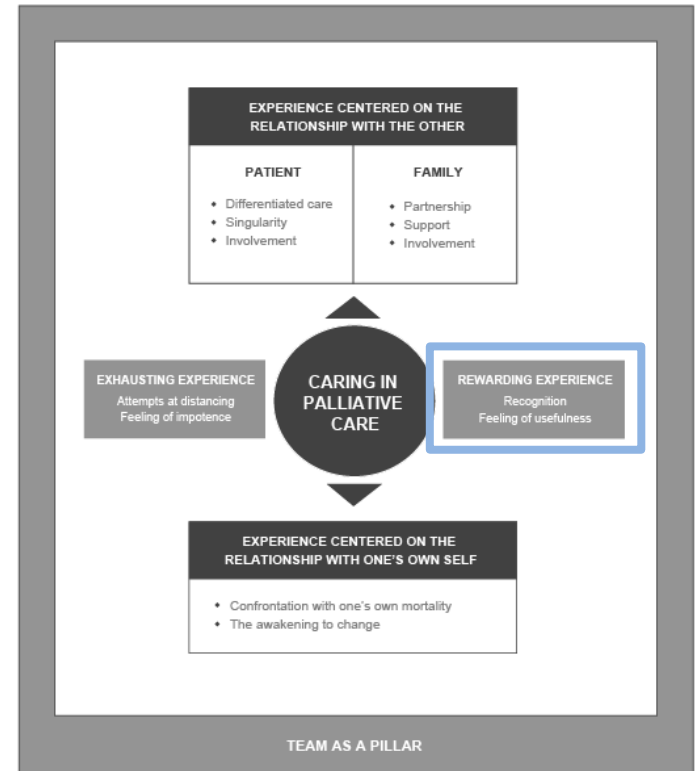 EXPERIENCE CENTERED ON THE
RELATIONSHIP WITH THE OTHER
PATIENT
• Differentiated care
• Singularity
• Involvement
FAMILY
• Partnership
• Support
• Involvement
EXHAUSTING EXPERIENCE
Attempts at distancing
Feeling of impotence
CARING IN
PALLIATIVE
CARE
REWARDING EXPERIENCE
Recognition
Feeling of usefulness
EXPERIENCE CENTERED ON THE
RELATIONSHIP WITH ONE’S OWN SELF
• Confrontation with one’s own mortality
• The awakening to change
TEAM AS A PILLAR